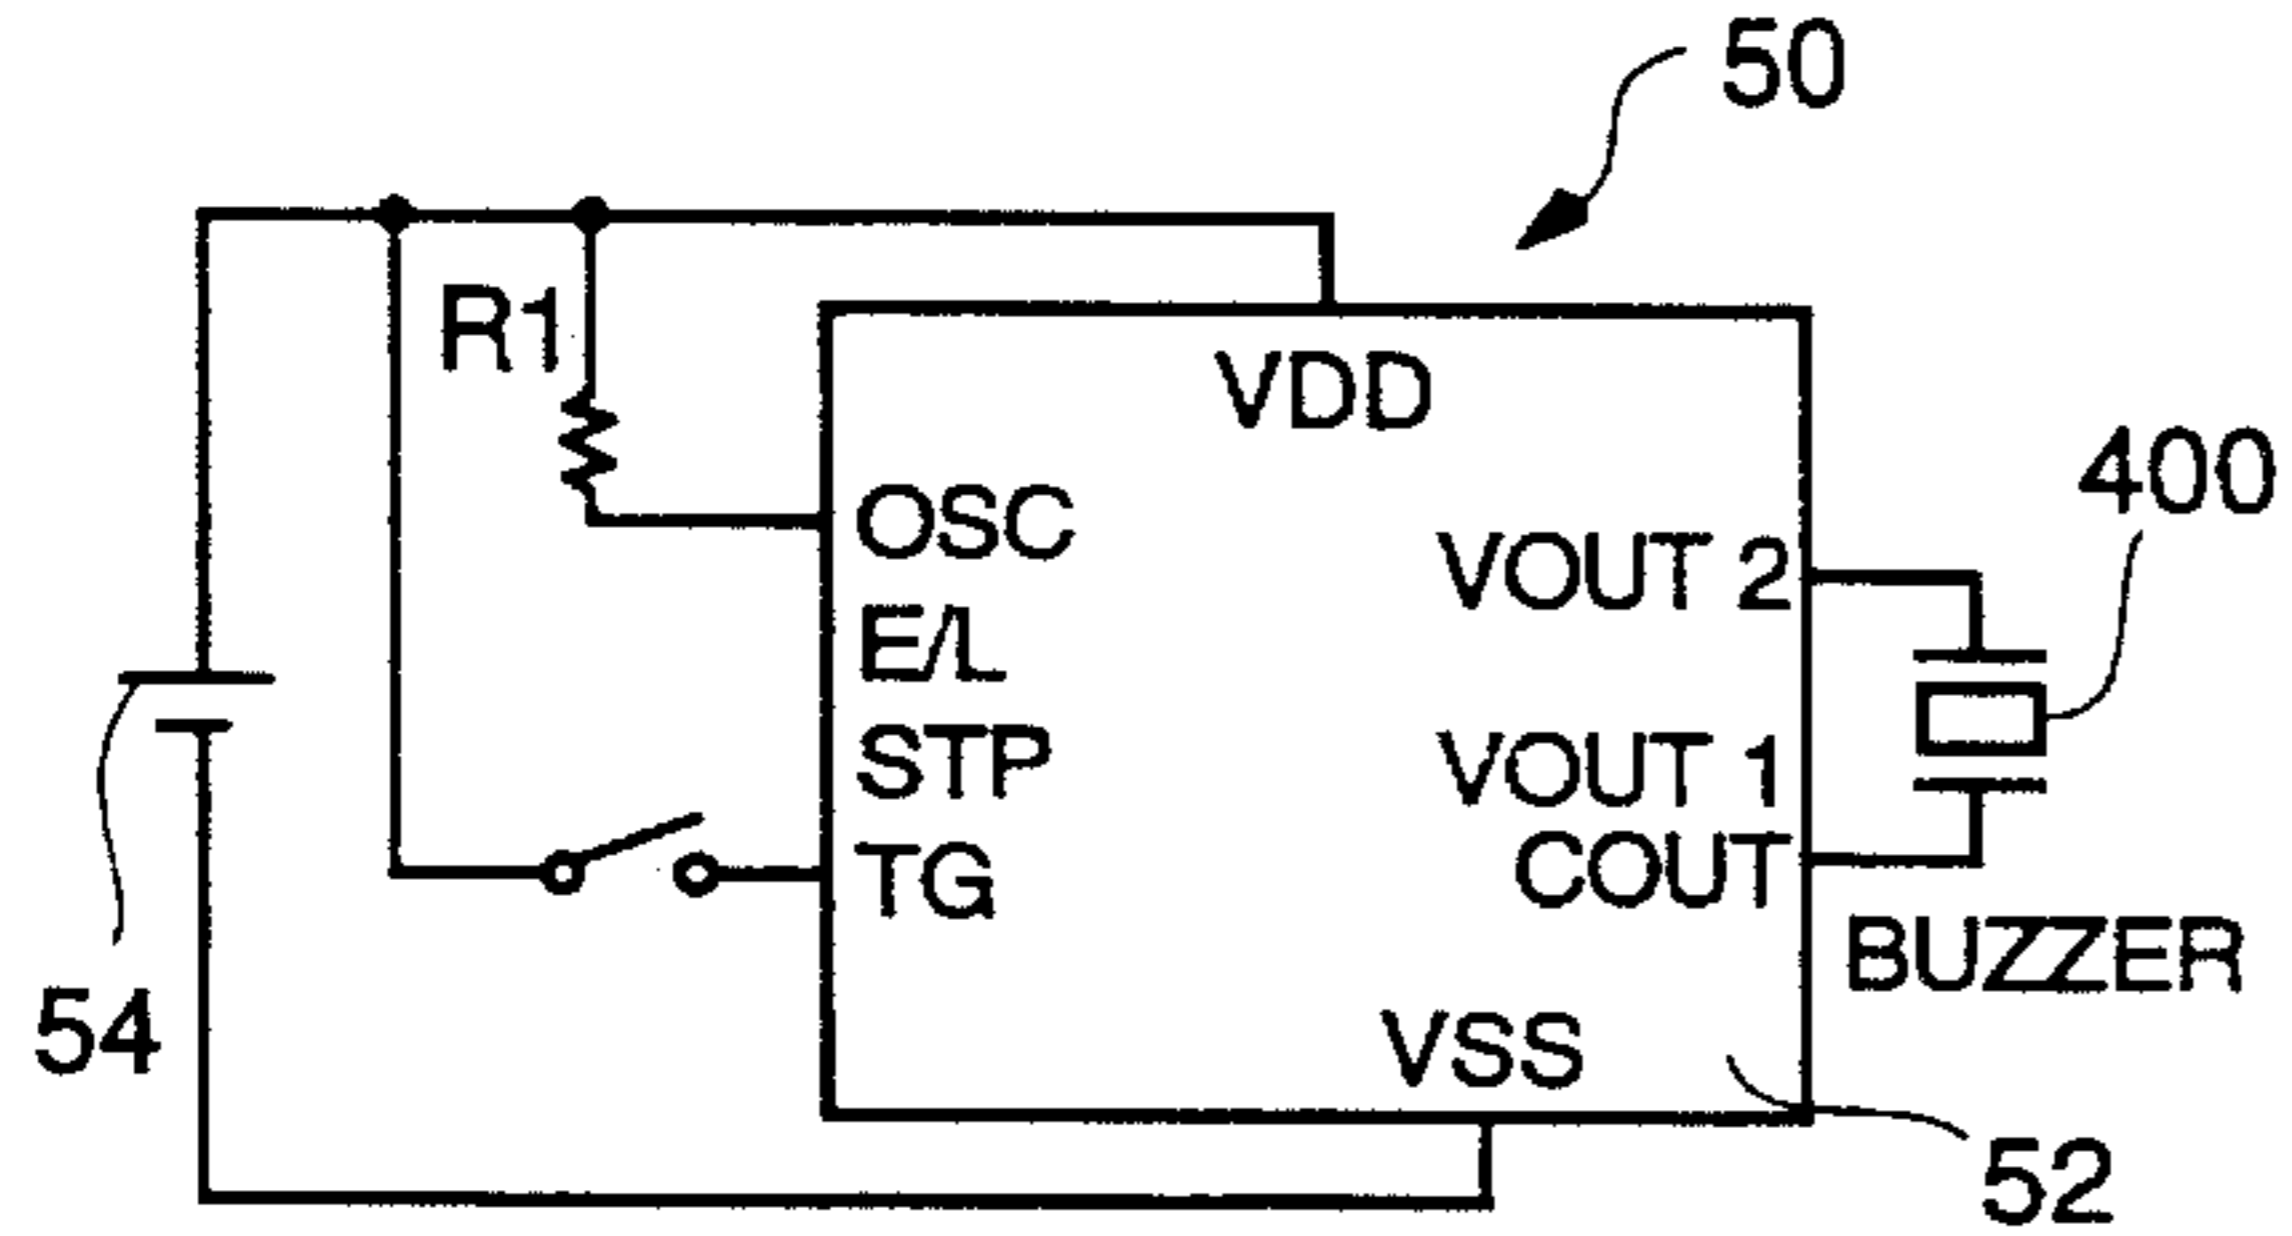 50
R1
VDD
400
OSC
VOUT 2
E/L
STP
VOUT 1
TG
COUT
BUZZER
54
VSS
52